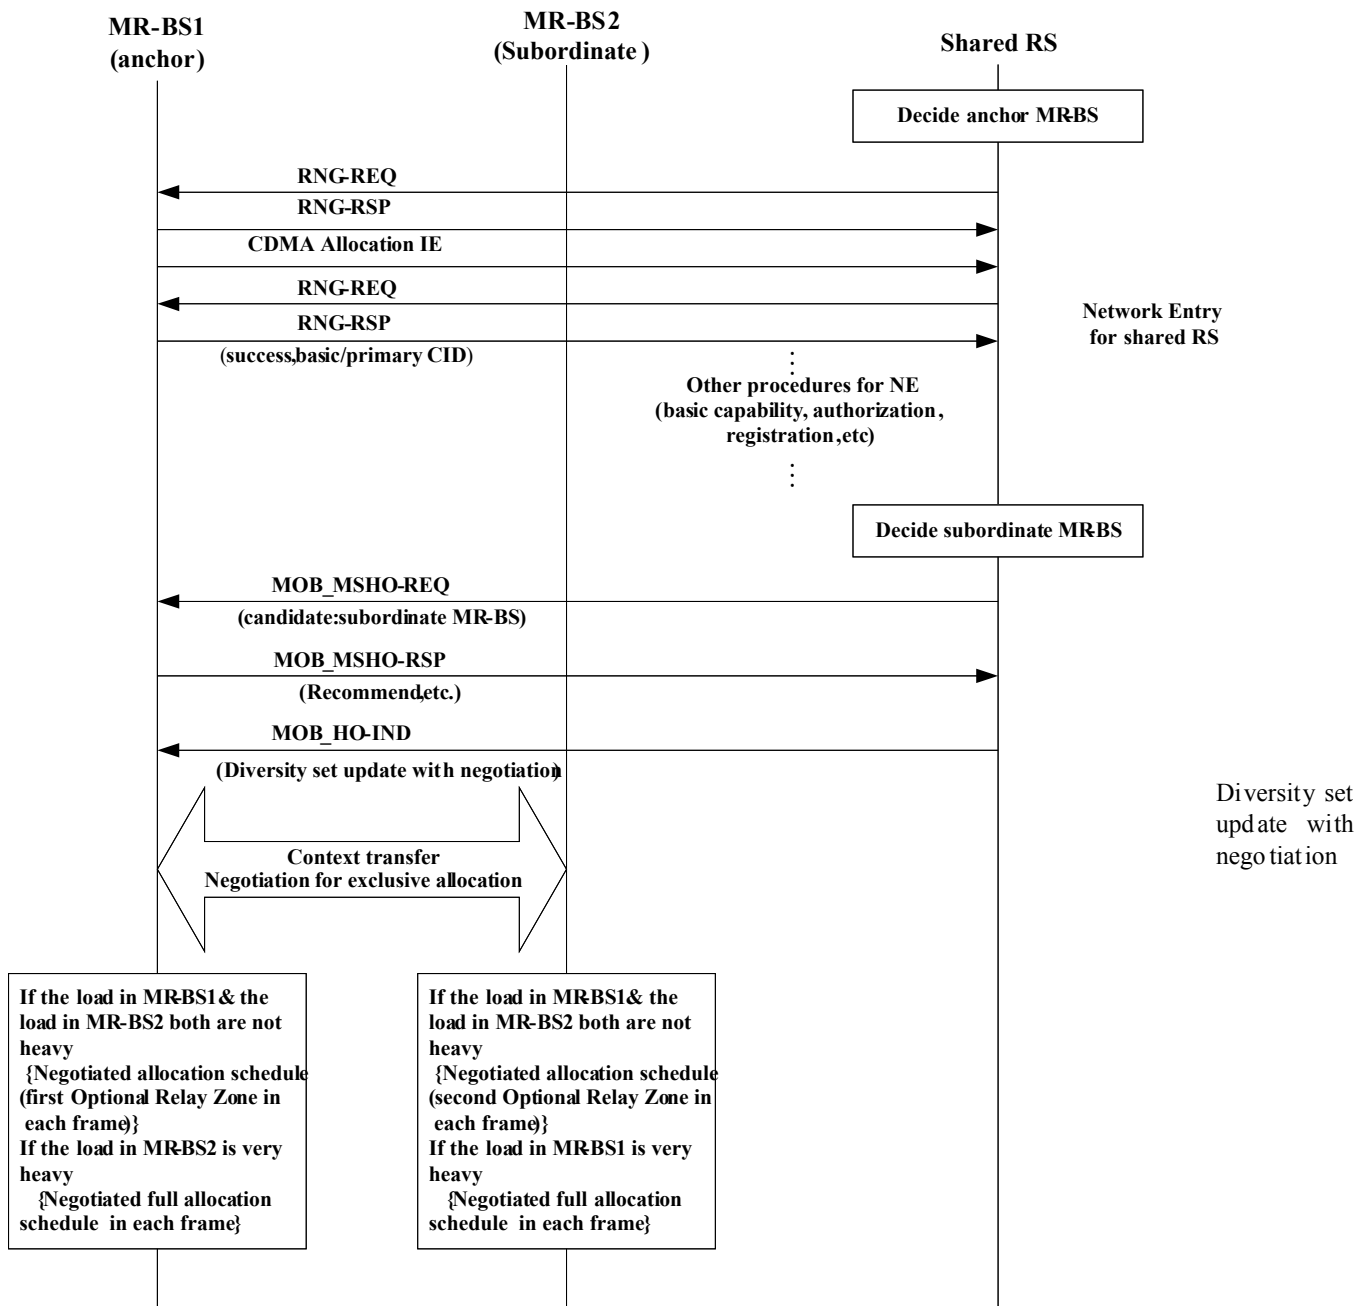 MR-BS1
(anchor)
MR-BS2
(Subordinate )
Shared RS
Decide anchor MR-BS
RNG-REQ
RNG-RSP
CDMA Allocation IE
RNG-REQ
RNG-RSP
(success,basic/primary CID)
Network Entry
for shared RS
Other procedures for NE
(basic capability, authorization,
registration,etc)
Decide subordinate MR-BS
MOB_MSHO-REQ
(candidate:subordinate MR-BS)
MOB_MSHO-RSP
(Recommend,etc.)
MOB_HO-IND
(Diversity set update with negotiation)
Diversity set
update with
negotiation
Context transfer
Negotiation for exclusive allocation
If the load in MR-BS1& the
load in MR-BS2 both are not
heavy
{Negotiated allocation schedule
(first Optional Relay Zone in
each frame)}
If the load in MR-BS2 is very
heavy
{Negotiated full allocation
schedule in each frame}
If the load in MR-BS1& the
load in MR-BS2 both are not
heavy
{Negotiated allocation schedule
(second Optional Relay Zone in
each frame)}
If the load in MR-BS1 is very
heavy
{Negotiated full allocation
schedule in each frame}